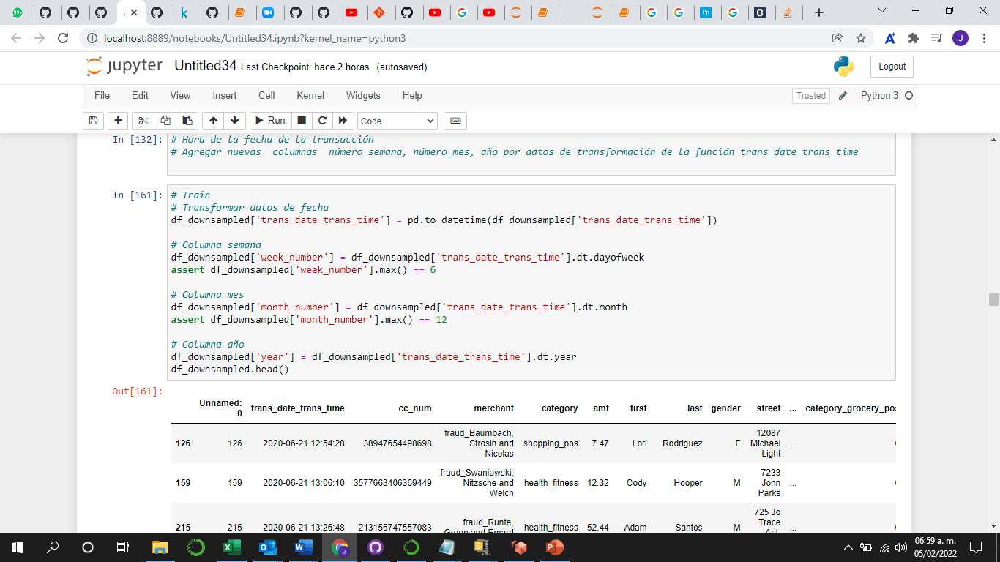 99+
localhost:8889/notebooks/Untitled34.ipynb?kernel_name=python3
J
jupyter Untitled34 Last Checkpoint: hace 2 horas (autosaved)
Logout
File Edit View Insert Cell Kernel Widgets Help
Trusted
Python 3
Run
Code
In [132]:
# Hora de la fecha de la transacción
# Agregar nuevas  columnas  número_semana, número_mes, año por datos de transformación de la función trans_date_trans_time
In [161]:
# Train
# Transformar datos de fecha
df_downsampled['trans_date_trans_time'] = pd.to_datetime(df_downsampled['trans_date_trans_time'])
# Columna semana
df_downsampled['week_number'] = df_downsampled['trans_date_trans_time'].dt.dayofweek
assert df_downsampled['week_number'].max() == 6
# Columna mes
df_downsampled['month_number'] = df_downsampled['trans_date_trans_time'].dt.month
assert df_downsampled['month_number'].max() == 12
# Columna año
df_downsampled['year'] = df_downsampled['trans_date_trans_time'].dt.year
df_downsampled.head()
Out[161]:
Unnamed:
0 trans_date_trans_time cc_num merchant category amt first last gender street ... category_grocery_pos
126 126 2020-06-21 12:54:28 38947654498698 fraud_Baumbach,
Strosin and
Nicolas shopping_pos 7.47 Lori Rodriguez F 12087
Michael
Light ...
159 159 2020-06-21 13:06:10 3577663406369449 fraud_Swaniawski,
Nitzsche and
Welch health_fitness 12.32 Cody Hooper M 7233
John
Parks ...
215 215 2020-06-21 13:26:48 213156747557083 fraud_Runte,
Green and Emard health_fitness 52.44 Adam Santos M 725 Jo
Trace
Apt. ...
06:59 a. m.
05/02/2022